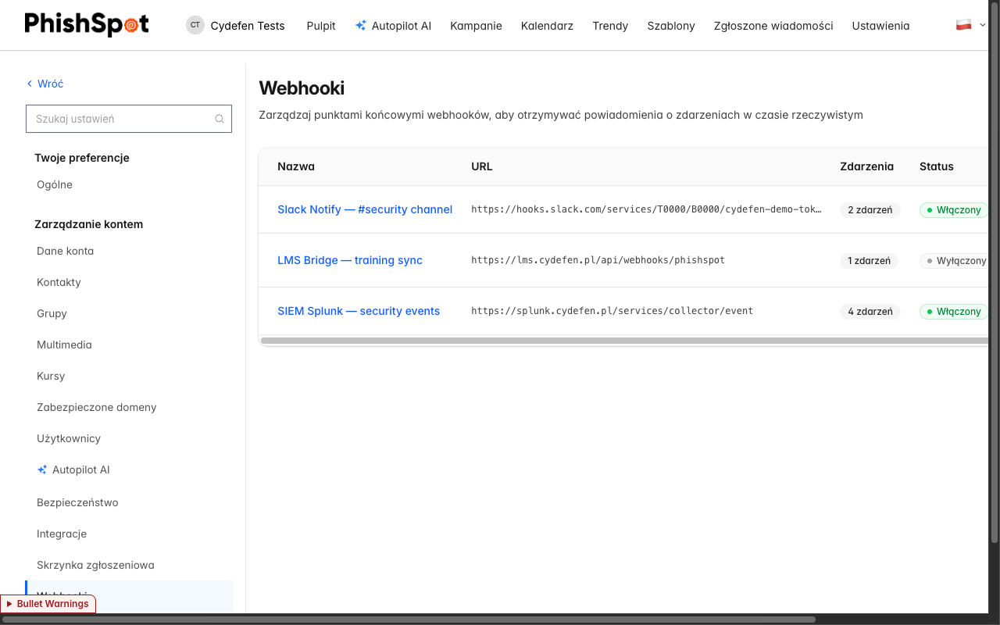 PhishSpot
CT Cydefen Tests Pulpit Autopilot AI Kampanie Kalendarz Trendy Szablony Zgłoszone wiadomości Ustawienia
Wróć
Szukaj ustawień
Twoje preferencje
Ogólne
Zarządzanie kontem
Dane konta
Kontakty
Grupy
Multimedia
Kursy
Zabezpieczone domeny
Użytkownicy
Autopilot AI
Bezpieczeństwo
Integracje
Skrzynka zgłoszeniowa
Webhooki
Bullet Warnings
Webhooki
Zarządzaj punktami końcowymi webhooków, aby otrzymywać powiadomienia o zdarzeniach w czasie rzeczywistym
Nazwa URL Zdarzenia Status
Slack Notify — #security channel https://hooks.slack.com/services/T0000/B0000/cydefen-demo-tok… 2 zdarzeń Włączony
LMS Bridge — training sync https://lms.cydefen.pl/api/webhooks/phishspot 1 zdarzeń Wyłączony
SIEM Splunk — security events https://splunk.cydefen.pl/services/collector/event 4 zdarzeń Włączony